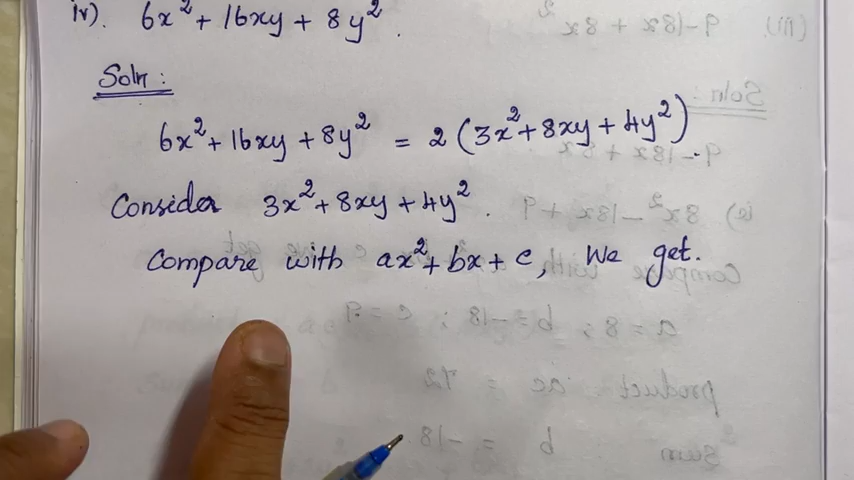 iv). 6x² + 16xy + 8y².
Soln:
6x² + 16xy + 8y² = 2 (3x² + 8xy + 4y²).
Consider 3x² + 8xy + 4y².
Compare with ax² + bx + c, We get.